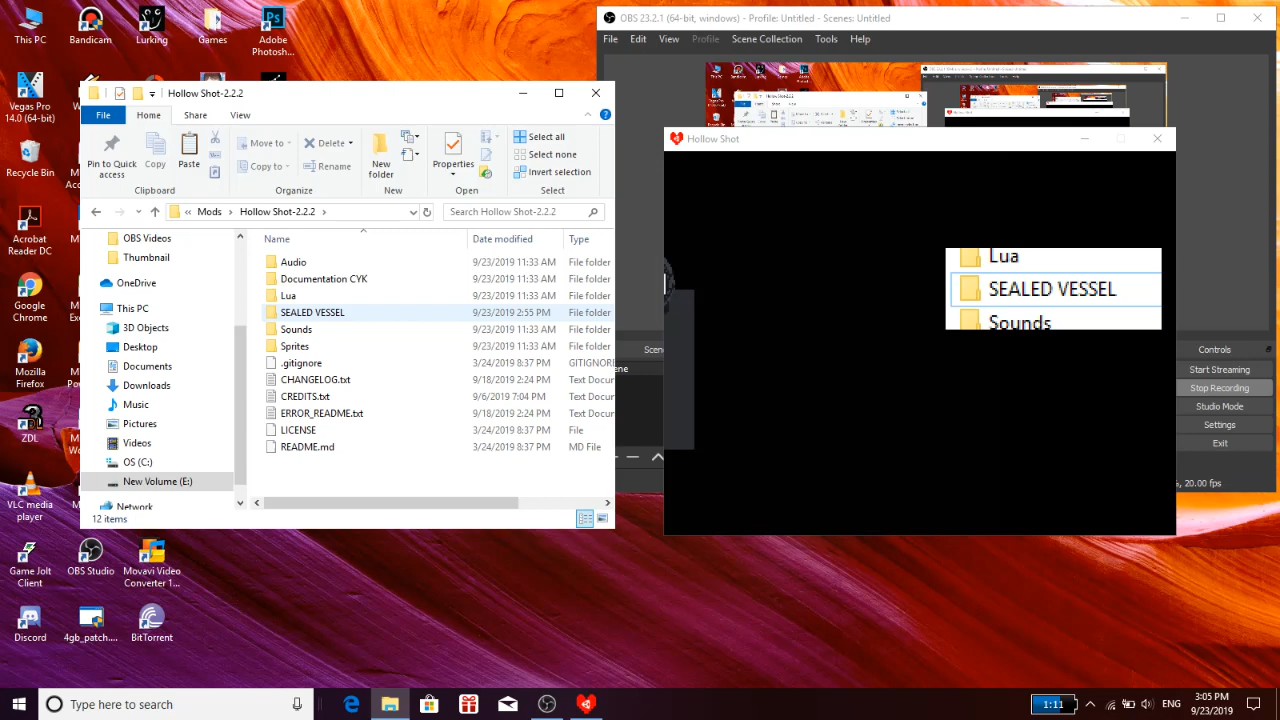 This PC
Bandicam
Lurking
Games
Adobe
Photosh...
Vegas Pro
14.0 (64-bit)
Recycle Bin
Acrobat
Reader DC
Google
Chrome
Mozilla
Firefox
ZDL
VLC media
player
Game Jolt
Client
OBS Studio
Movavi Video
Converter 1...
Discord
4gb_patch....
BitTorrent
Hollow Shot-2.2.2
File
Home
Share
View
Pin to Quick
access
Copy
Paste
Move to
Copy to
Delete
Rename
New
folder
Properties
Select all
Select none
Invert selection
Clipboard
Organize
New
Open
Select
Mods
Hollow Shot-2.2.2
Search Hollow Shot-2.2.2
OBS Videos
Thumbnail
OneDrive
This PC
3D Objects
Desktop
Documents
Downloads
Music
Pictures
Videos
OS (C:)
New Volume (E:)
Network
Name Date modified Type
Audio 9/23/2019 11:33 AM File folder
Documentation CYK 9/23/2019 11:33 AM File folder
Lua 9/23/2019 11:33 AM File folder
SEALED VESSEL 9/23/2019 2:55 PM File folder
Sounds 9/23/2019 11:33 AM File folder
Sprites 9/23/2019 11:33 AM File folder
.gitignore 3/24/2019 8:37 PM GITIGNORE
CHANGELOG.txt 9/18/2019 2:24 PM Text Docur
CREDITS.txt 9/6/2019 7:04 PM Text Docur
ERROR_README.txt 9/18/2019 2:24 PM Text Docur
LICENSE 3/24/2019 8:37 PM File
README.md 3/24/2019 8:37 PM MD File
12 items
OBS 23.2.1 (64-bit, windows) - Profile: Untitled - Scenes: Untitled
File Edit View Profile Scene Collection Tools Help
Hollow Shot
Lua
SEALED VESSEL
Sounds
Scen
ene
Controls
Start Streaming
Stop Recording
Studio Mode
Settings
Exit
%, 20.00 fps
Type here to search
1:11
ENG
3:05 PM
9/23/2019